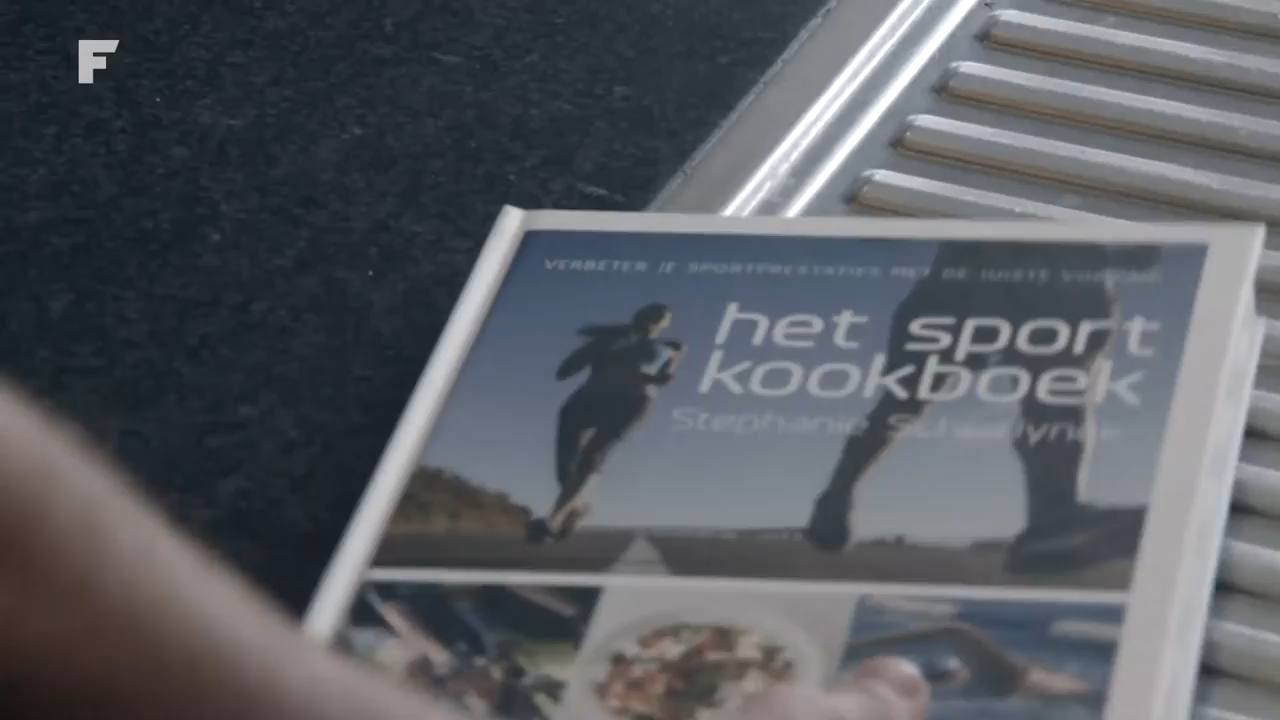 F
VERBETER JE SPORTPRESTATIES MET DE JUISTE
het sport
kookboek
Stephanie